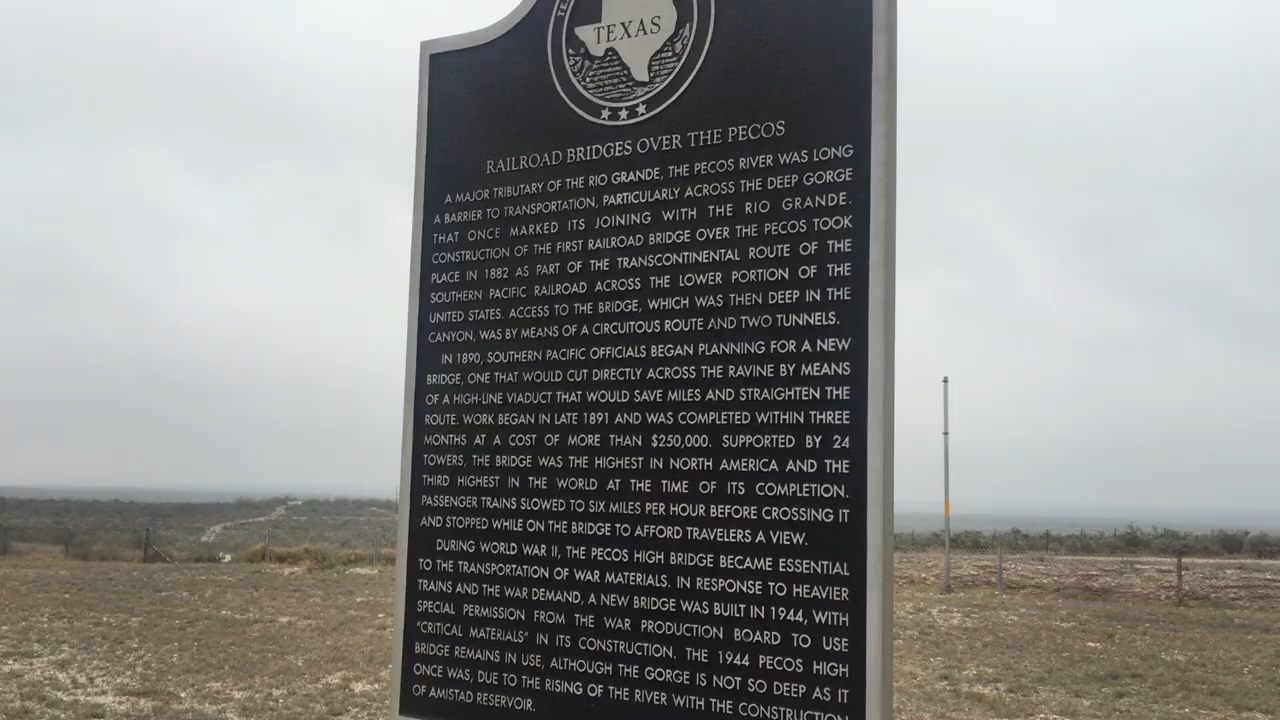 TEXAS
RAILROAD BRIDGES OVER THE PECOS
A MAJOR TRIBUTARY OF THE RIO GRANDE, THE PECOS RIVER WAS LONG
A BARRIER TO TRANSPORTATION, PARTICULARLY ACROSS THE DEEP GORGE
THAT ONCE MARKED ITS JOINING WITH THE RIO GRANDE.
CONSTRUCTION OF THE FIRST RAILROAD BRIDGE OVER THE PECOS TOOK
PLACE IN 1882 AS PART OF THE TRANSCONTINENTAL ROUTE OF THE
SOUTHERN PACIFIC RAILROAD ACROSS THE LOWER PORTION OF THE
UNITED STATES. ACCESS TO THE BRIDGE, WHICH WAS THEN DEEP IN THE
CANYON, WAS BY MEANS OF A CIRCUITOUS ROUTE AND TWO TUNNELS.
IN 1890, SOUTHERN PACIFIC OFFICIALS BEGAN PLANNING FOR A NEW
BRIDGE, ONE THAT WOULD CUT DIRECTLY ACROSS THE RAVINE BY MEANS
OF A HIGH-LINE VIADUCT THAT WOULD SAVE MILES AND STRAIGHTEN THE
ROUTE. WORK BEGAN IN LATE 1891 AND WAS COMPLETED WITHIN THREE
MONTHS AT A COST OF MORE THAN $250,000. SUPPORTED BY 24
TOWERS, THE BRIDGE WAS THE HIGHEST IN NORTH AMERICA AND THE
THIRD HIGHEST IN THE WORLD AT THE TIME OF ITS COMPLETION.
PASSENGER TRAINS SLOWED TO SIX MILES PER HOUR BEFORE CROSSING IT
AND STOPPED WHILE ON THE BRIDGE TO AFFORD TRAVELERS A VIEW.
DURING WORLD WAR II, THE PECOS HIGH BRIDGE BECAME ESSENTIAL
TO THE TRANSPORTATION OF WAR MATERIALS. IN RESPONSE TO HEAVIER
TRAINS AND THE WAR DEMAND, A NEW BRIDGE WAS BUILT IN 1944, WITH
SPECIAL PERMISSION FROM THE WAR PRODUCTION BOARD TO USE
"CRITICAL MATERIALS" IN ITS CONSTRUCTION. THE 1944 PECOS HIGH
BRIDGE REMAINS IN USE, ALTHOUGH THE GORGE IS NOT SO DEEP AS IT
ONCE WAS, DUE TO THE RISING OF THE RIVER WITH THE CONSTRUCTION
OF AMISTAD RESERVOIR.